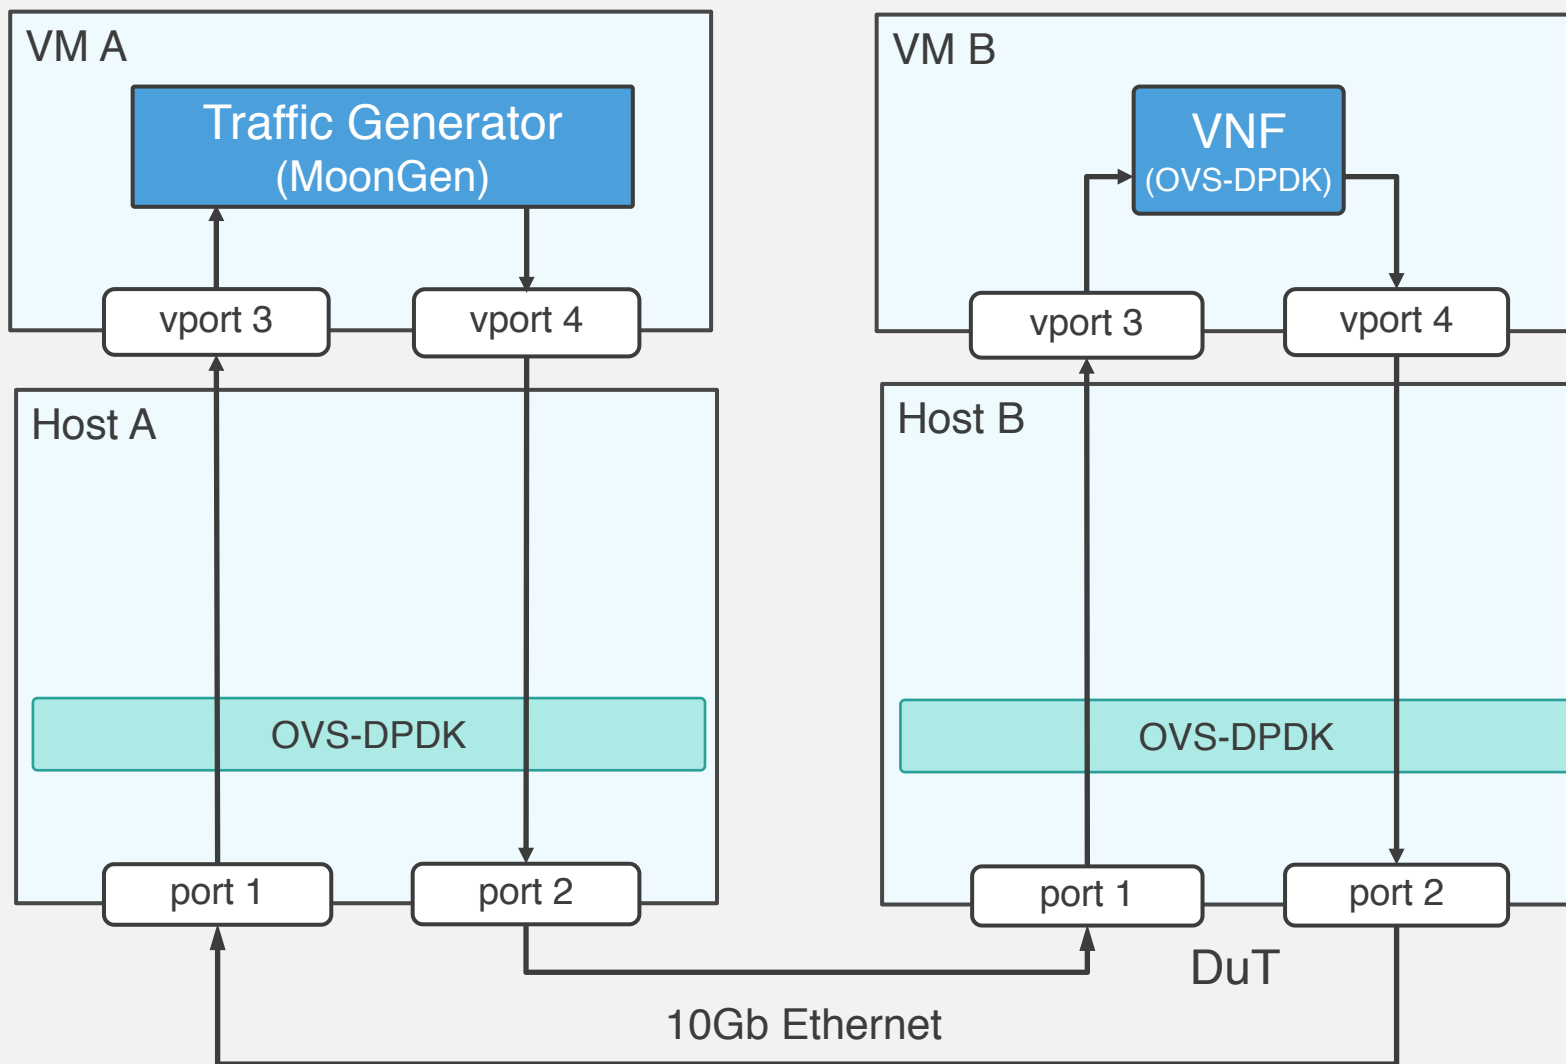 VM A
Traffic Generator
(MoonGen)
vport 3
vport 4
Host A
OVS-DPDK
port 1
port 2
VM B
VNF
(OVS-DPDK)
vport 3
vport 4
Host B
OVS-DPDK
port 1
port 2
DuT
10Gb Ethernet